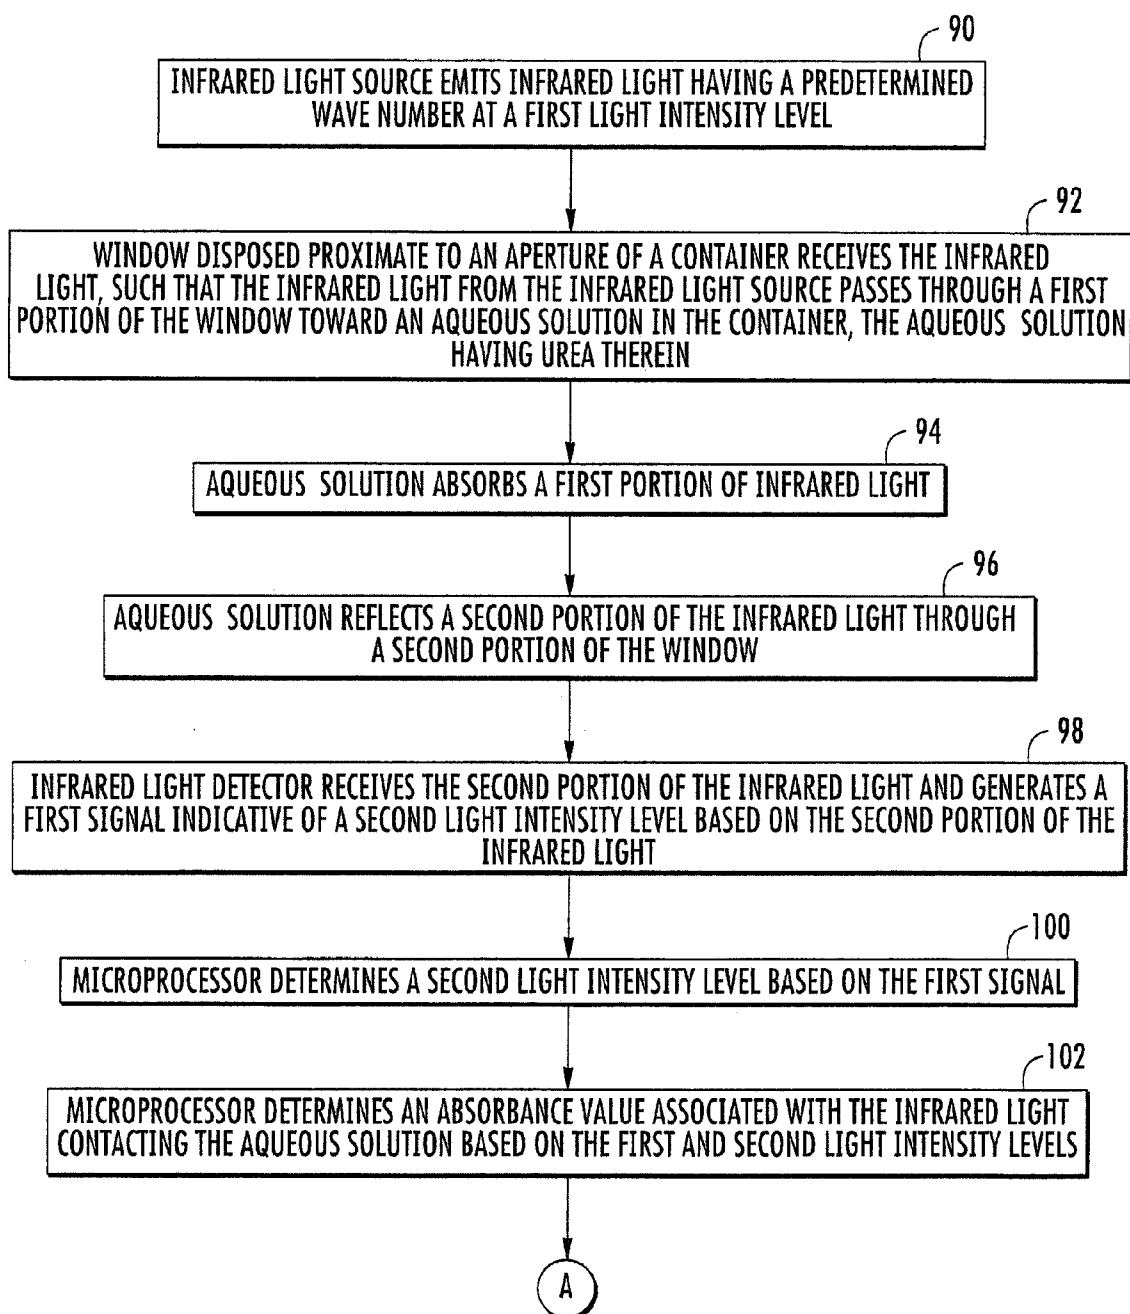 90
INFRARED LIGHT SOURCE EMITS INFRARED LIGHT HAVING A PREDETERMINED
WAVE NUMBER AT A FIRST LIGHT INTENSITY LEVEL
92
WINDOW DISPOSED PROXIMATE TO AN APERTURE OF A CONTAINER RECEIVES THE INFRARED
LIGHT, SUCH THAT THE INFRARED LIGHT FROM THE INFRARED LIGHT SOURCE PASSES THROUGH A FIRST
PORTION OF THE WINDOW TOWARD AN AQUEOUS SOLUTION IN THE CONTAINER, THE AQUEOUS SOLUTION
HAVING UREA THEREIN
94
AQUEOUS SOLUTION ABSORBS A FIRST PORTION OF INFRARED LIGHT
96
AQUEOUS SOLUTION REFLECTS A SECOND PORTION OF THE INFRARED LIGHT THROUGH
A SECOND PORTION OF THE WINDOW
98
INFRARED LIGHT DETECTOR RECEIVES THE SECOND PORTION OF THE INFRARED LIGHT AND GENERATES A
FIRST SIGNAL INDICATIVE OF A SECOND LIGHT INTENSITY LEVEL BASED ON THE SECOND PORTION OF THE
INFRARED LIGHT
100
MICROPROCESSOR DETERMINES A SECOND LIGHT INTENSITY LEVEL BASED ON THE FIRST SIGNAL
102
MICROPROCESSOR DETERMINES AN ABSORBANCE VALUE ASSOCIATED WITH THE INFRARED LIGHT
CONTACTING THE AQUEOUS SOLUTION BASED ON THE FIRST AND SECOND LIGHT INTENSITY LEVELS
A